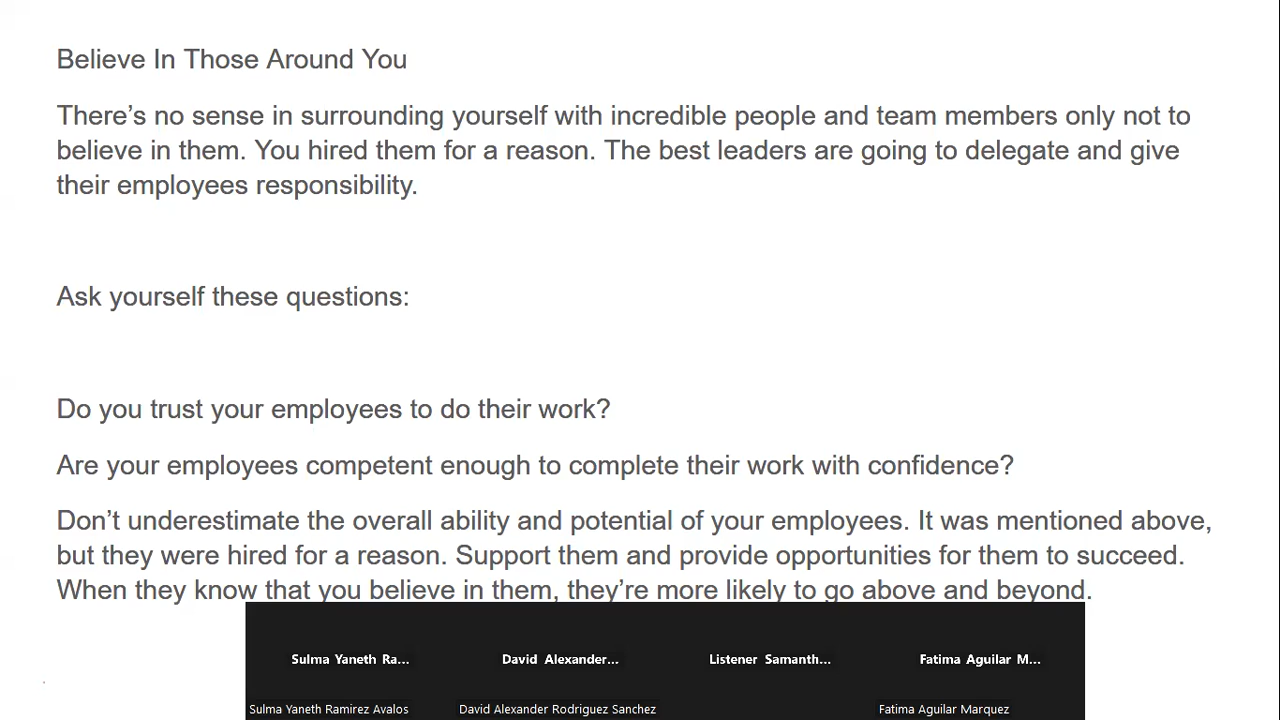 Believe In Those Around You
There’s no sense in surrounding yourself with incredible people and team members only not to
believe in them. You hired them for a reason. The best leaders are going to delegate and give
their employees responsibility.
Ask yourself these questions:
Do you trust your employees to do their work?
Are your employees competent enough to complete their work with confidence?
Don’t underestimate the overall ability and potential of your employees. It was mentioned above,
but they were hired for a reason. Support them and provide opportunities for them to succeed.
When they know that you believe in them, they’re more likely to go above and beyond.
Sulma Yaneth Ra... David Alexander... Listener Samanth... Fatima Aguilar M...
Sulma Yaneth Ramirez Avalos David Alexander Rodriguez Sanchez Fatima Aguilar Marquez